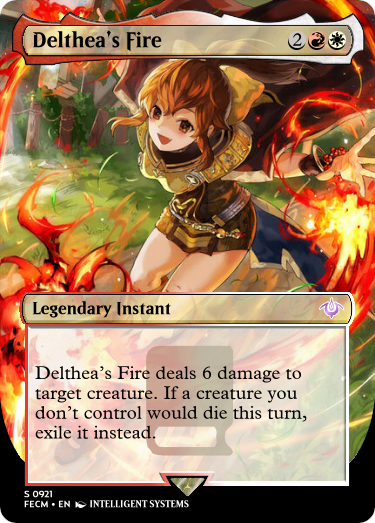 Delthea's Fire 2
Legendary Instant
Delthea's Fire deals 6 damage to
target creature. If a creature you
don't control would die this turn,
exile it instead.
S 0921
FECM • EN INTELLIGENT SYSTEMS